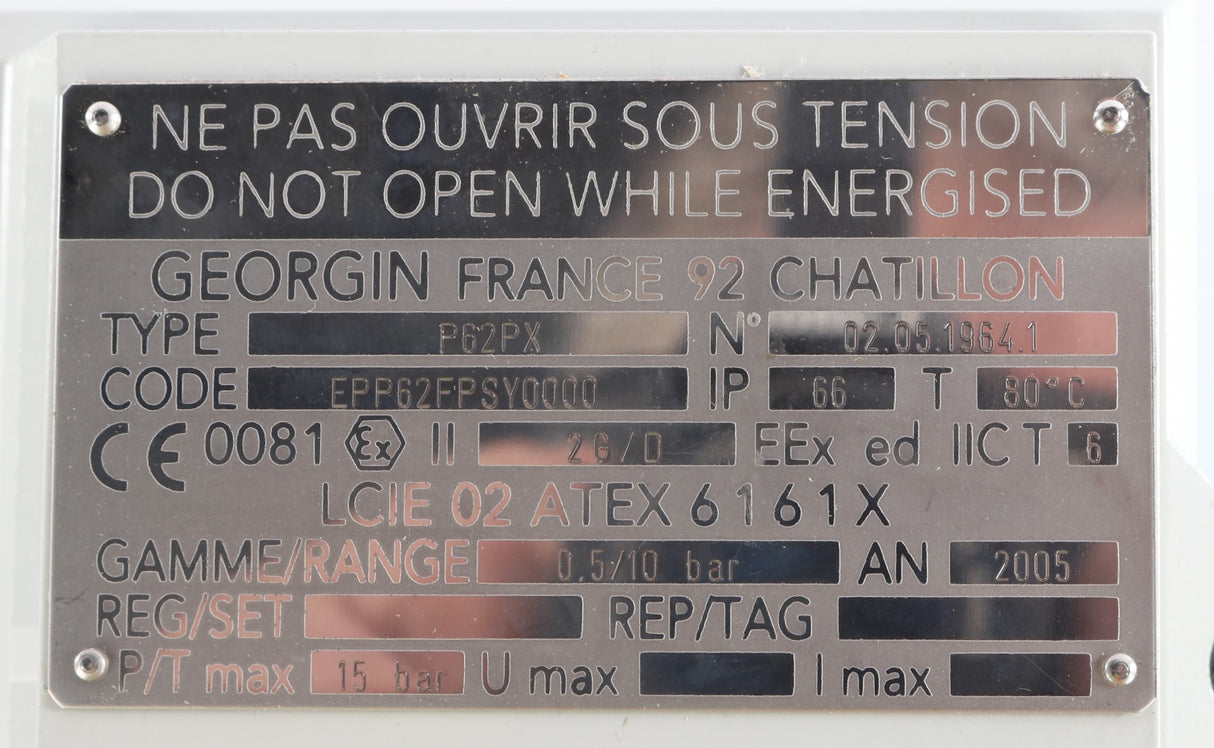 NE PAS OUVRIR SOUS TENSION
DO NOT OPEN WHILE ENERGISED
GEORGIN FRANCE 92 CHATILLON
TYPE P62PX N° 02.05.1964.1
CODE EPP62FPSY0000 IP 66 T 80°C
CE 0081 Ex II 2G/D EEx ed IIC T 6
LCIE 02 ATEX 6161X
GAMME/RANGE 0.5/10 bar AN 2005
REG/SET REP/TAG
P/T max 15 bar U max I max